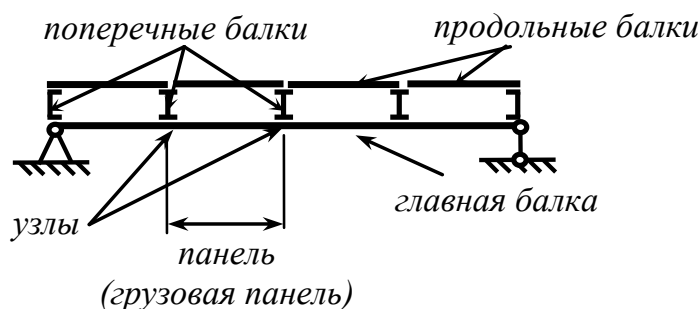 поперечные балки
продольные балки
главная балка
узлы
панель
(грузовая панель)